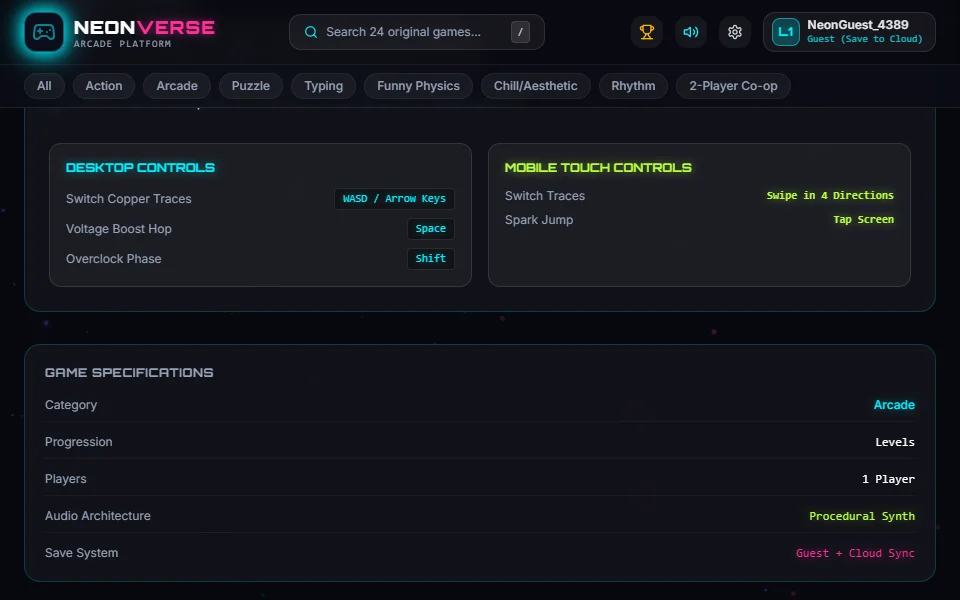 NEONVERSE
ARCADE PLATFORM
Search 24 original games... /
L1
NeonGuest_4389
Guest (Save to Cloud)
All
Action
Arcade
Puzzle
Typing
Funny Physics
Chill/Aesthetic
Rhythm
2-Player Co-op
DESKTOP CONTROLS
Switch Copper Traces WASD / Arrow Keys
Voltage Boost Hop Space
Overclock Phase Shift
MOBILE TOUCH CONTROLS
Switch Traces Swipe in 4 Directions
Spark Jump Tap Screen
GAME SPECIFICATIONS
Category Arcade
Progression Levels
Players 1 Player
Audio Architecture Procedural Synth
Save System Guest + Cloud Sync